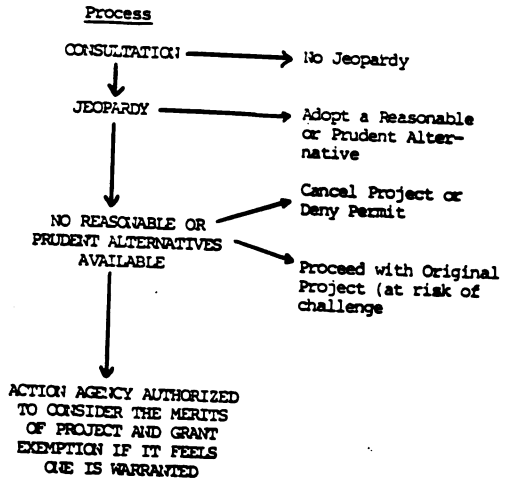 Process
CONSULTATION
No Jeopardy
JEOPARDY
Adopt a Reasonable
or Prudent Alter-
native
Cancel Project or
Deny Permit
NO REASONABLE OR
PRUDENT ALTERNATIVES
AVAILABLE
Proceed with Original
Project (at risk of
challenge
ACTION AGENCY AUTHORIZED
TO CONSIDER THE MERITS
OF PROJECT AND GRANT
EXEMPTION IF IT FEELS
ONE IS WARRANTED